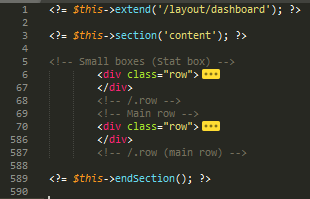 1 <?= $this->extend('/layout/dashboard'); ?>
2
3 <?= $this->section('content'); ?>
4
5 <!-- Small boxes (Stat box) -->
6 <div class="row"> •••
67 </div>
68 <!-- /.row -->
69 <!-- Main row -->
70 <div class="row"> •••
586 </div>
587 <!-- /.row (main row) -->
588
589 <?= $this->endSection(); ?>
590